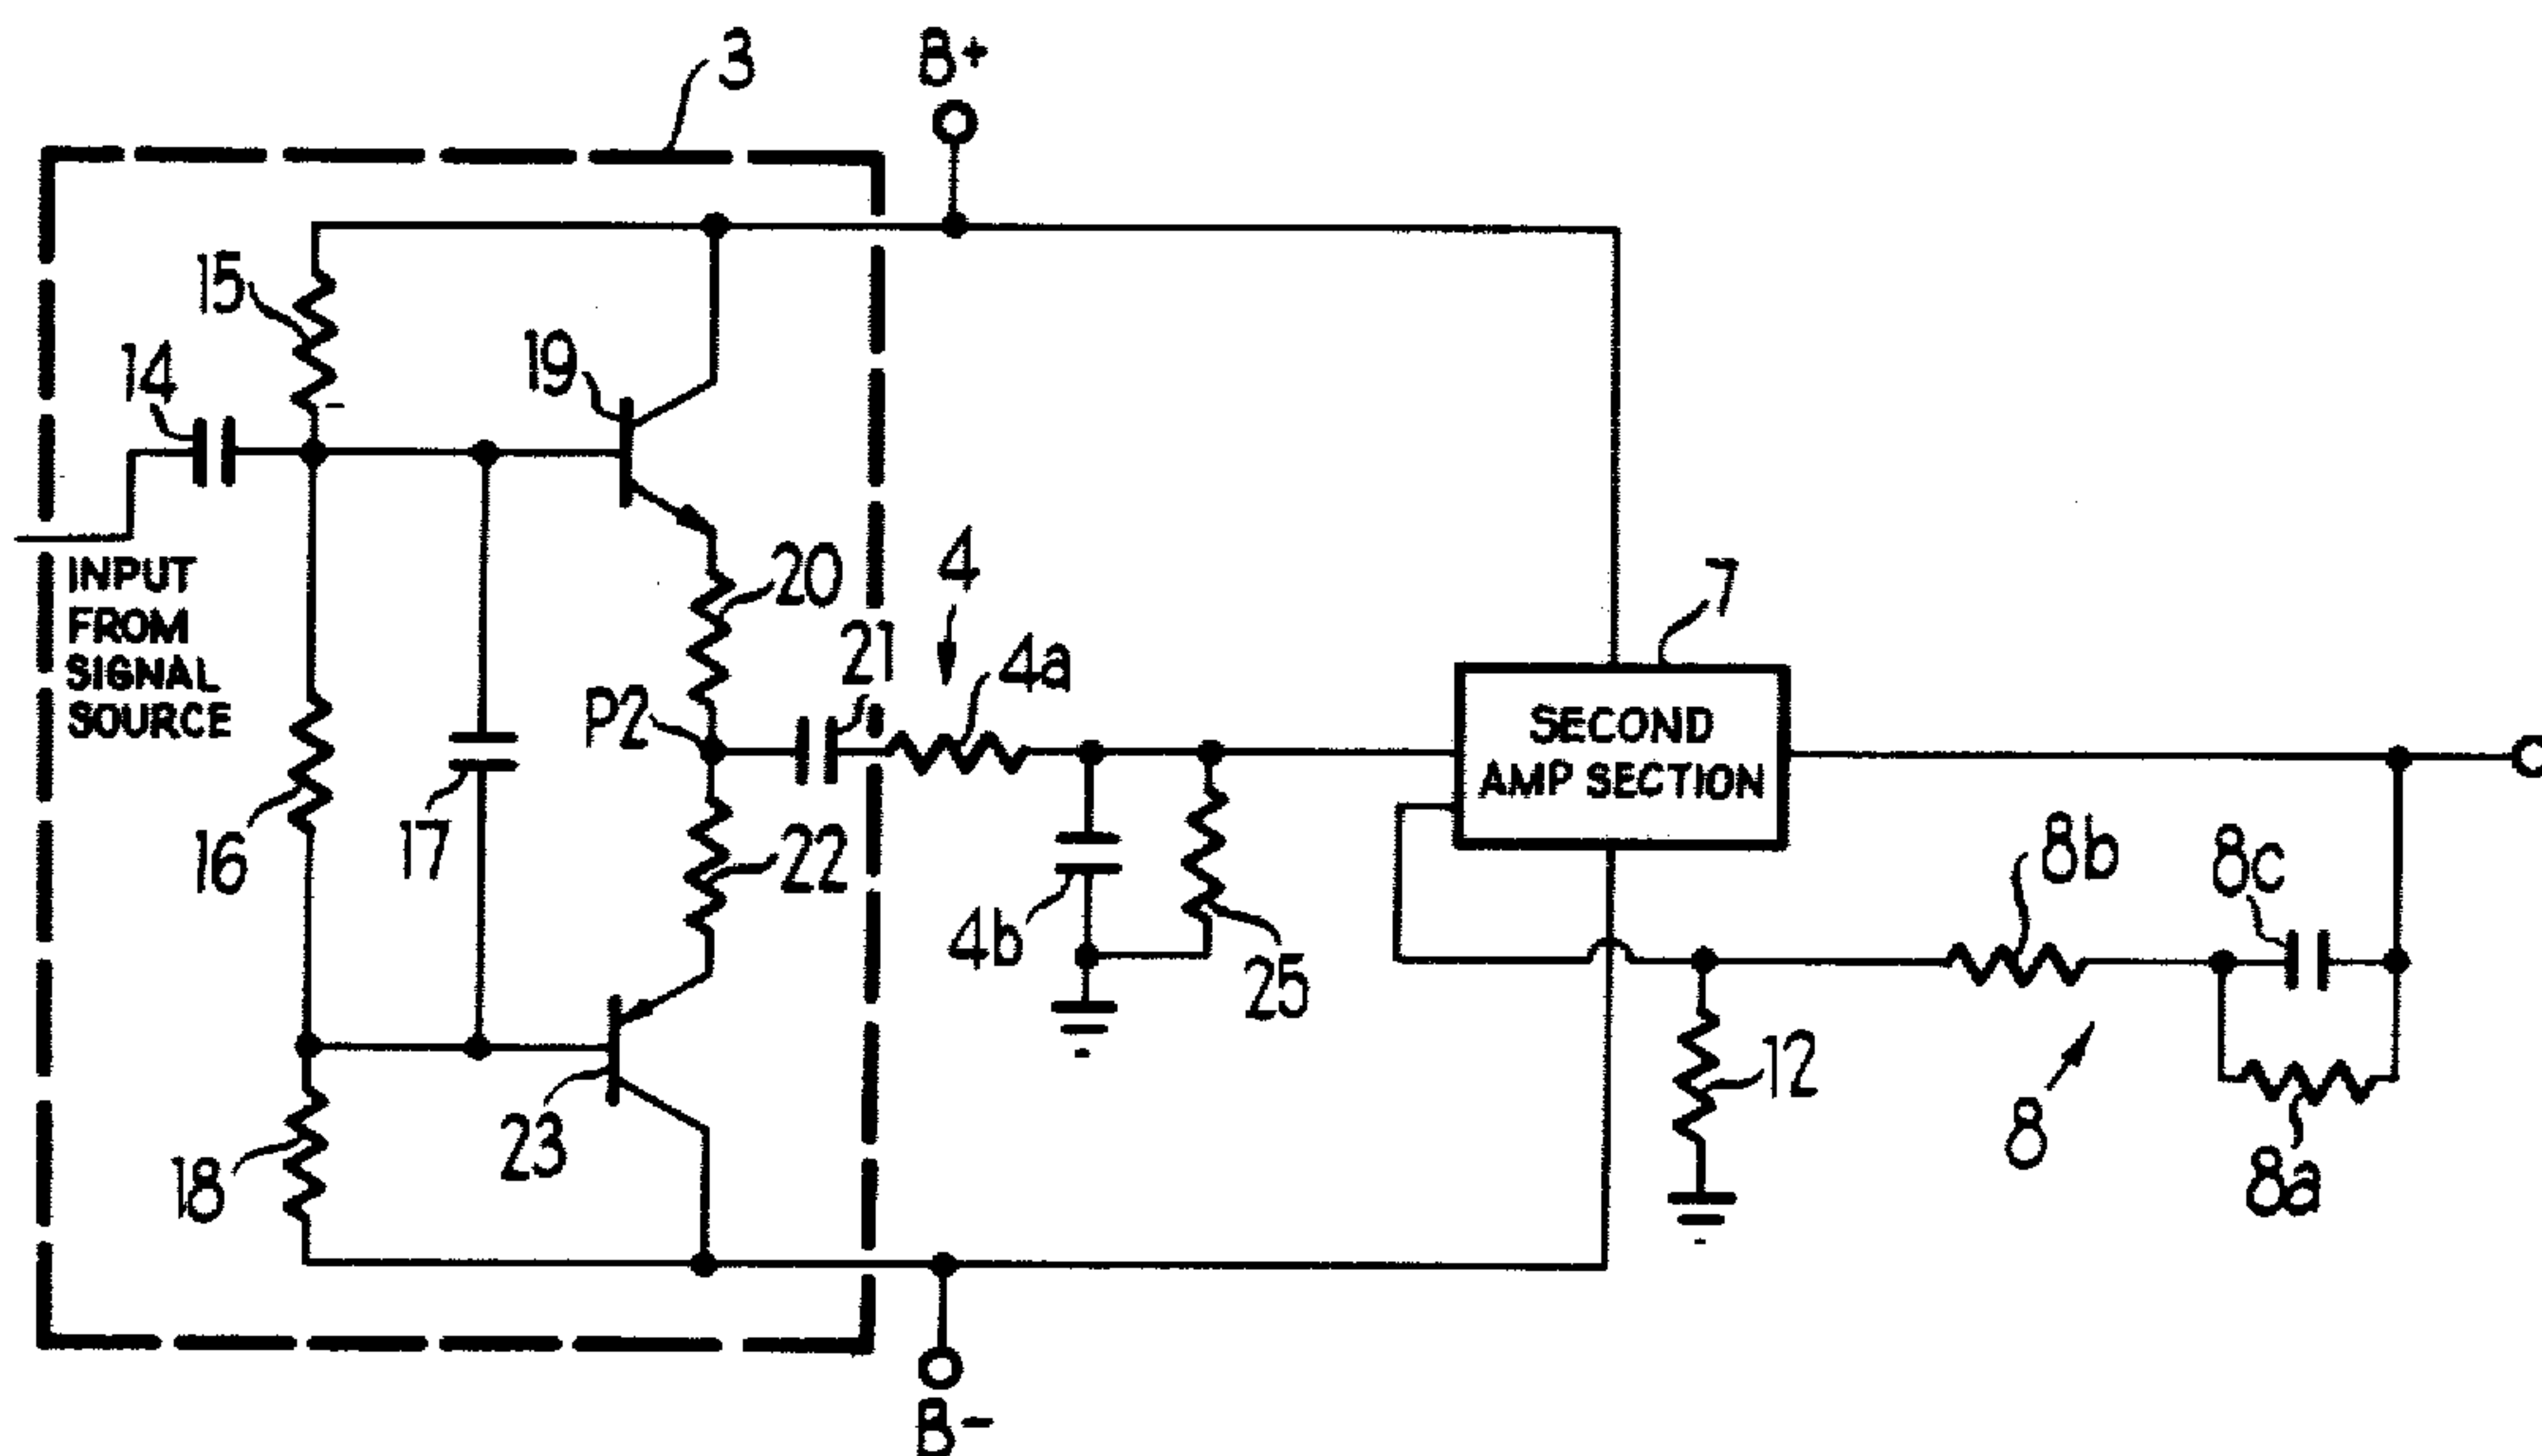 3
B+
15
14
19
INPUT
FROM
SIGNAL
SOURCE
20
21
4
4a
P2
7
SECOND
AMP SECTION
16
17
22
4b
25
8b
8c
12
8
8a
23
18
B-